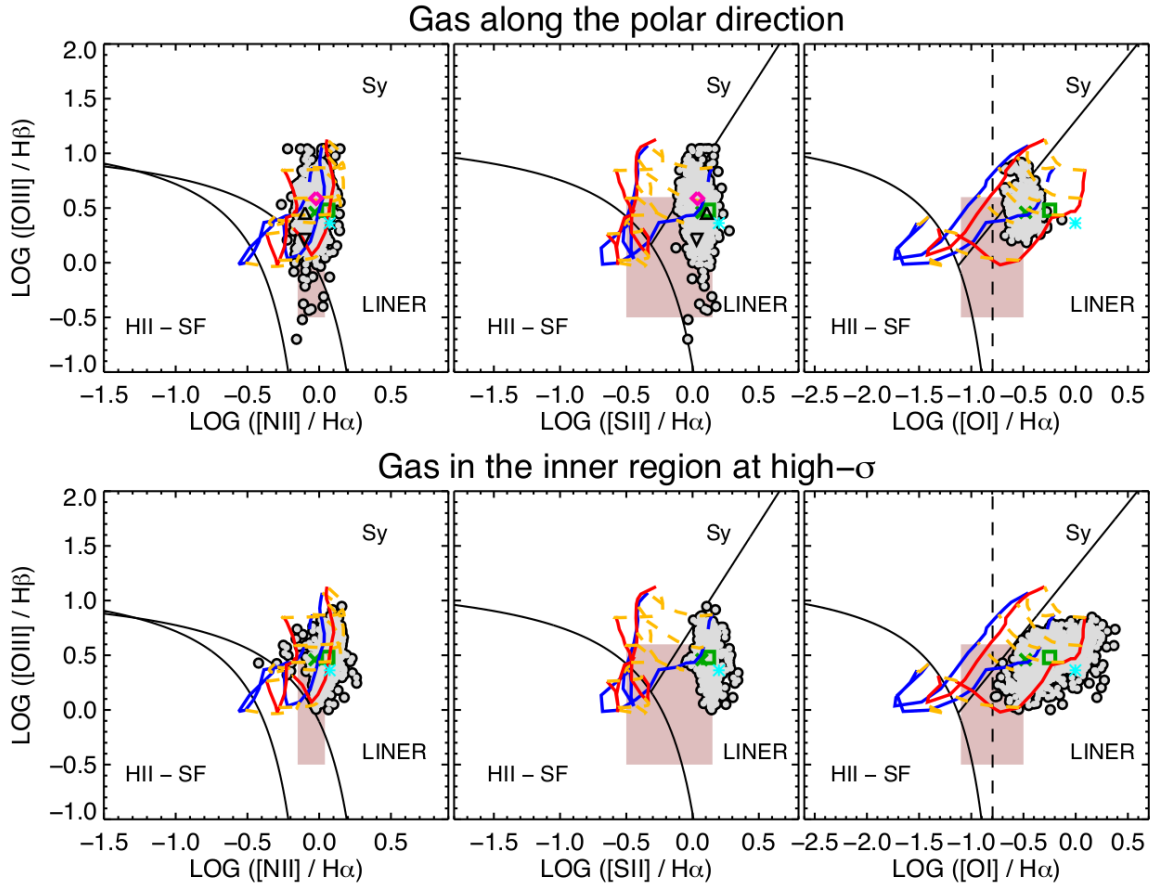 Gas along the polar direction
2.0
1.5
1.0
0.5
0.0
−0.5
−1.0
LOG ([OIII] / Hβ)
Sy
HII − SF
LINER
Sy
HII − SF
LINER
Sy
HII − SF
LINER
−1.5 −1.0 −0.5 0.0 0.5
−1.5 −1.0 −0.5 0.0 0.5
−2.5 −2.0 −1.5 −1.0 −0.5 0.0 0.5
LOG ([NII] / Hα)
LOG ([SII] / Hα)
LOG ([OI] / Hα)
Gas in the inner region at high−σ
2.0
1.5
1.0
0.5
0.0
−0.5
−1.0
LOG ([OIII] / Hβ)
Sy
HII − SF
LINER
Sy
HII − SF
LINER
Sy
HII − SF
LINER
−1.5 −1.0 −0.5 0.0 0.5
−1.5 −1.0 −0.5 0.0 0.5
−2.5 −2.0 −1.5 −1.0 −0.5 0.0 0.5
LOG ([NII] / Hα)
LOG ([SII] / Hα)
LOG ([OI] / Hα)